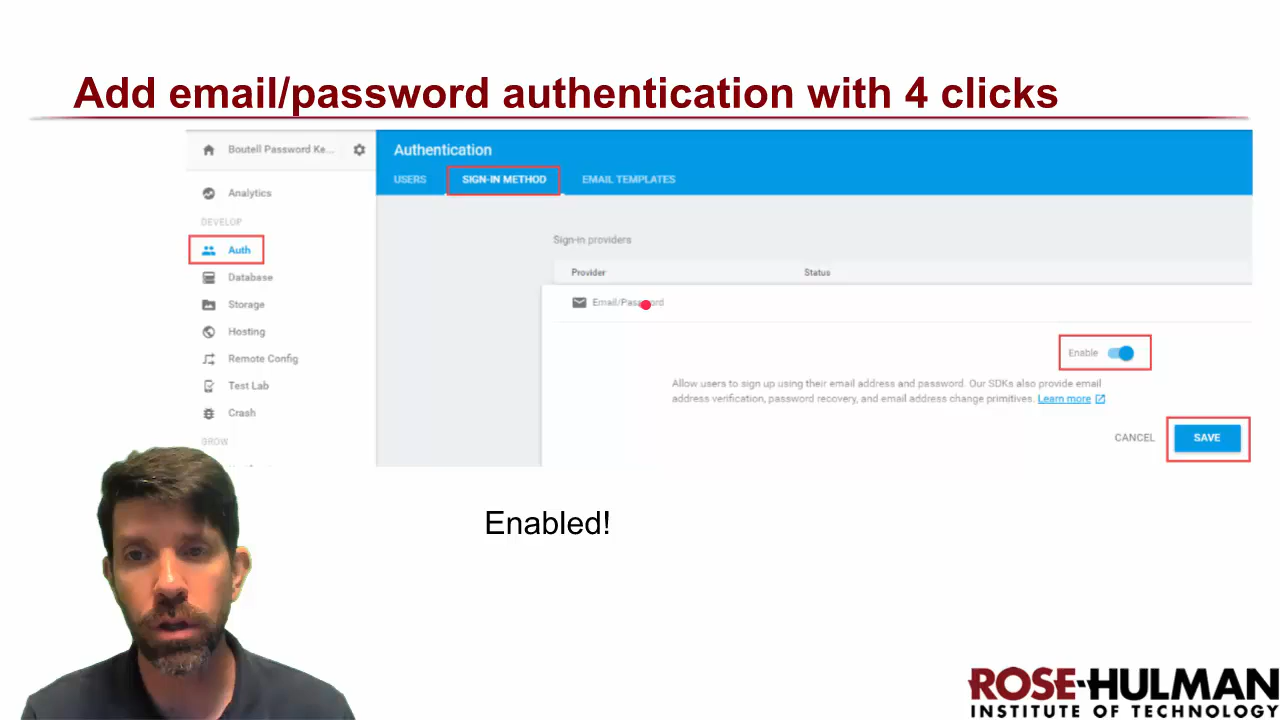 Add email/password authentication with 4 clicks
Boutell Password Ke...
Analytics
DEVELOP
Auth
Database
Storage
Hosting
Remote Config
Test Lab
Crash
GROW
Authentication
USERS
SIGN-IN METHOD
EMAIL TEMPLATES
Sign-in providers
Provider
Status
Email/Password
Enable
Allow users to sign up using their email address and password. Our SDKs also provide email
address verification, password recovery, and email address change primitives. Learn more
CANCEL
SAVE
Enabled!
ROSE-HULMAN
INSTITUTE OF TECHNOLOGY